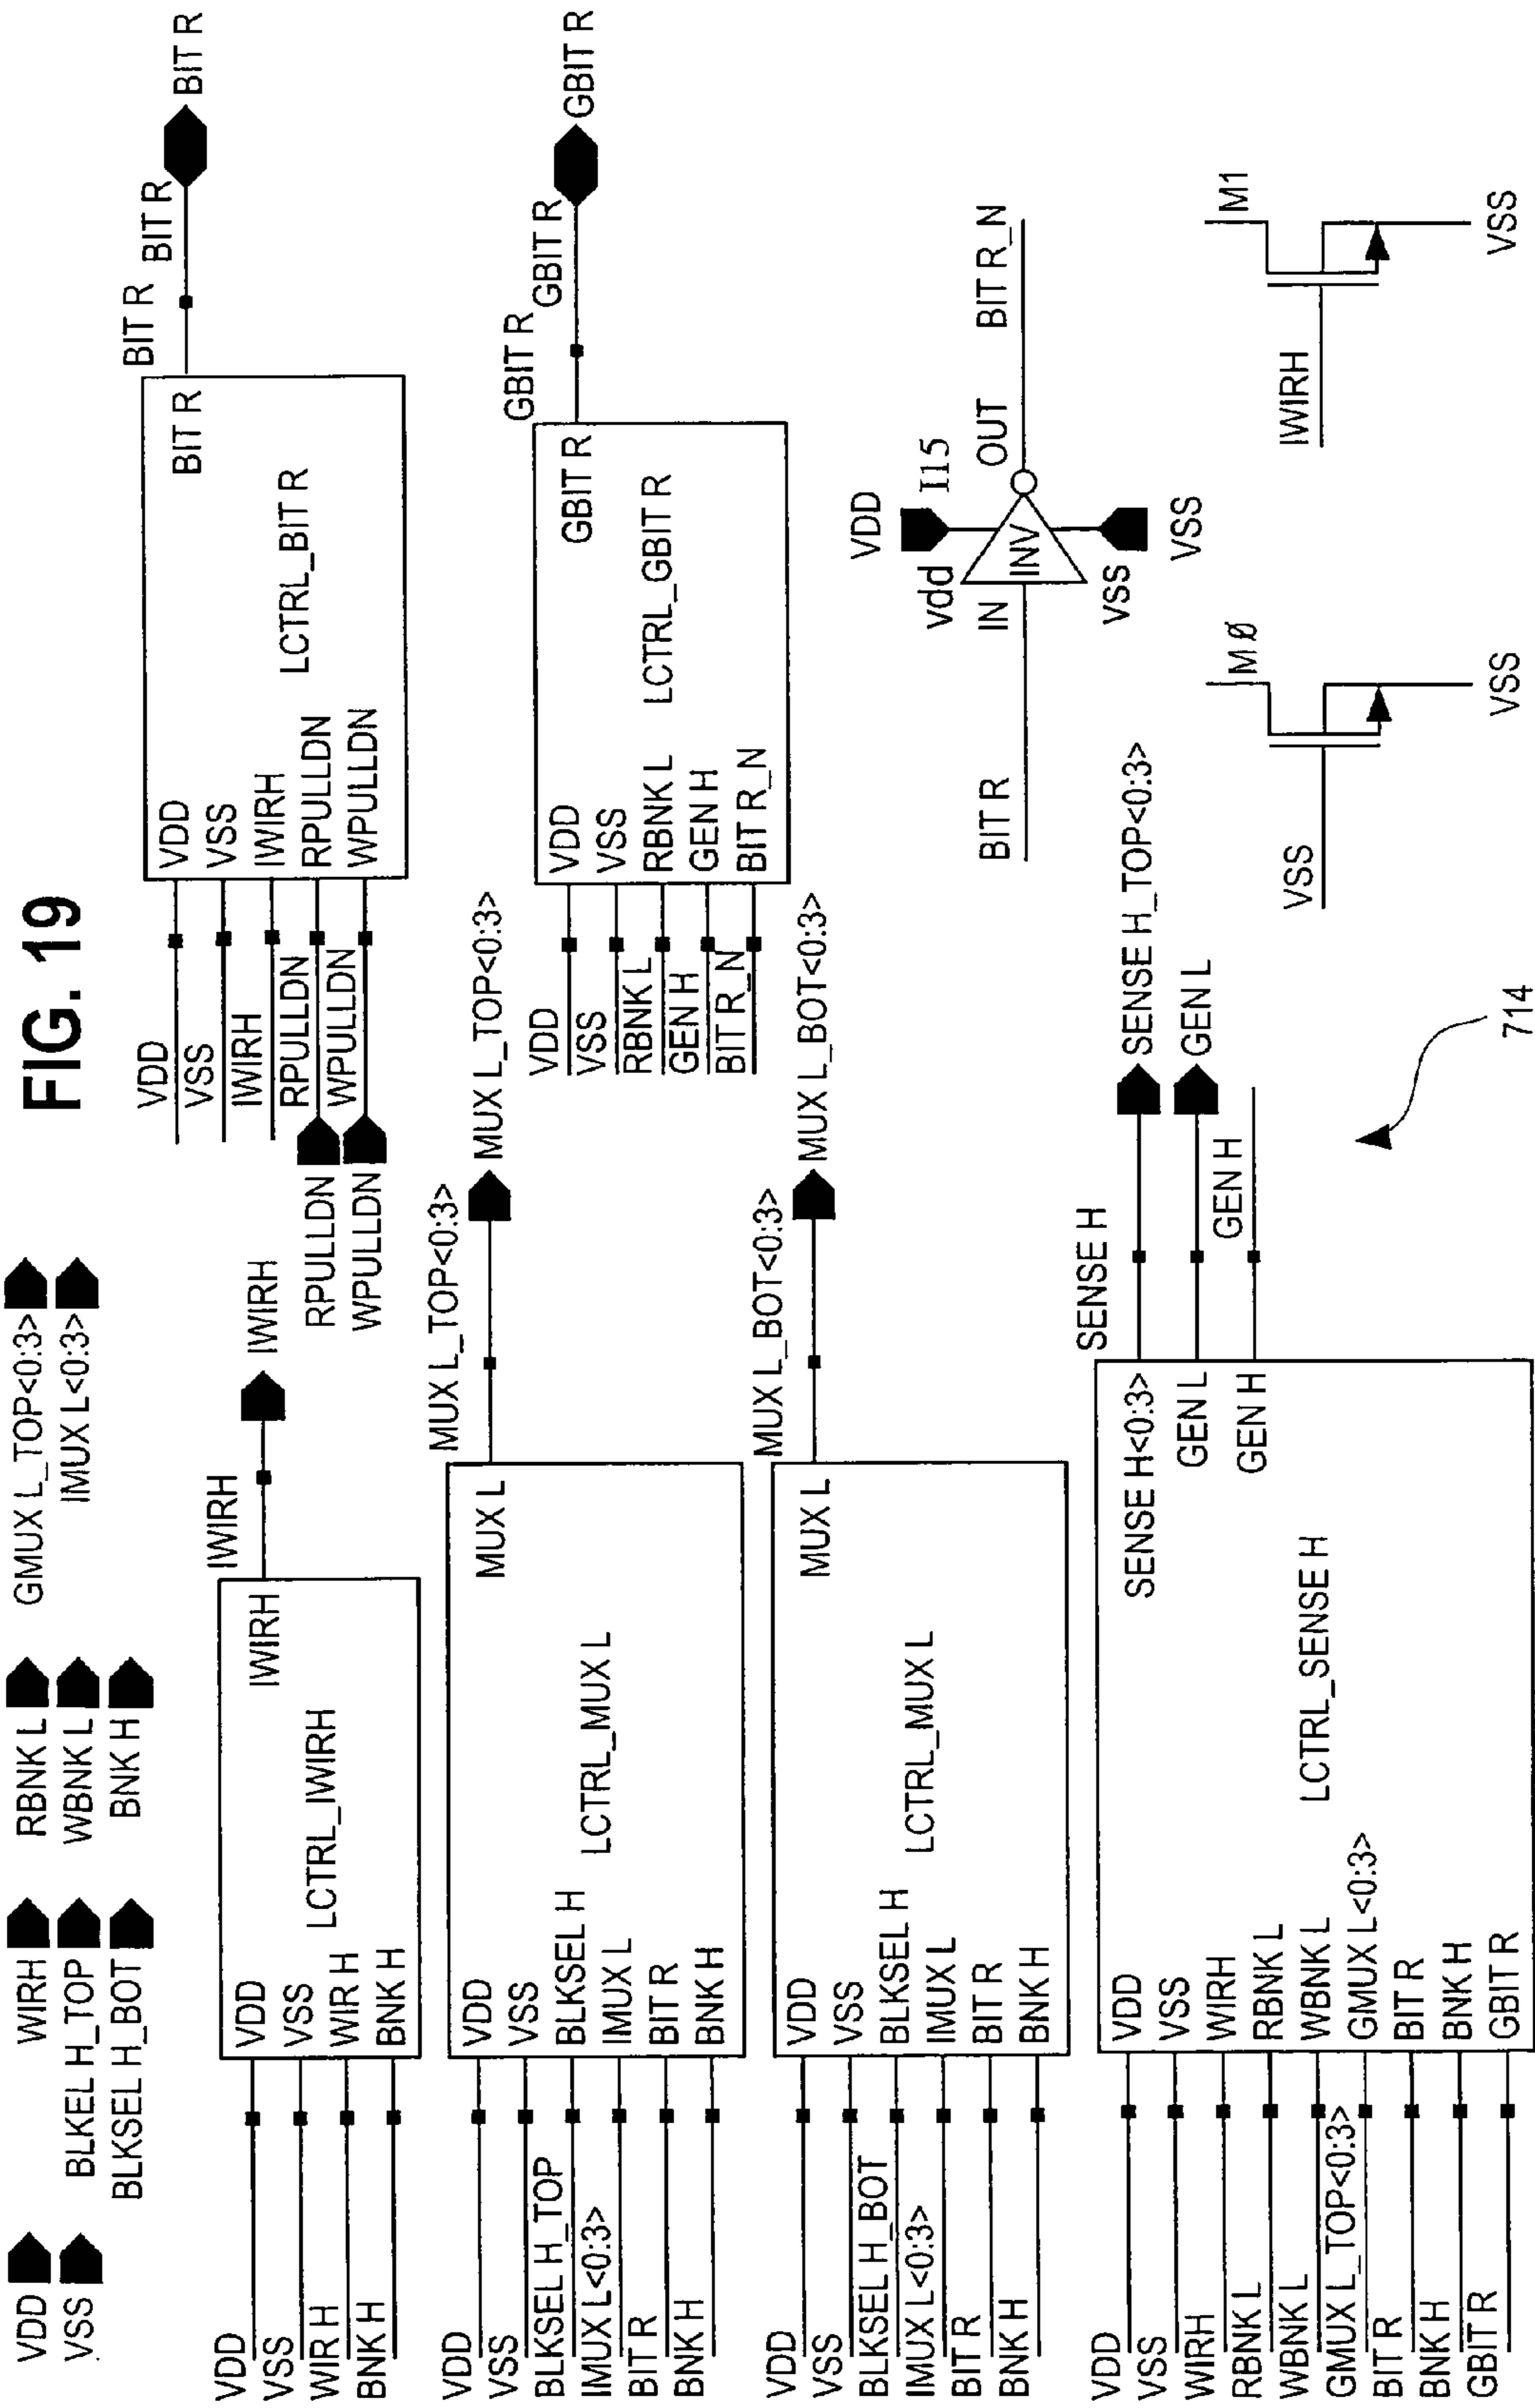 FIG. 19
VDD
VSS
WIRH
BLKEL H_TOP
BLKSEL H_BOT
RBNK L
WBNK L
BNK H
GMUX L_TOP<0:3>
IMUX L<0:3>
VDD
VSS
WIR H
BNK H
VDD
VSS
WIR H
BNK H
LCTRL_IWIRH
IWIRH
IWIRH
IWIRH
VDD
VSS
IWIRH
RPULLDN
WPULLDN
RPULLDN
WPULLDN
VDD
VSS
IWIRH
RPULLDN
WPULLDN
LCTRL_BIT R
BIT R
BIT R
BIT R
BIT R
VDD
VSS
BLKSEL H_TOP
IMUX L<0:3>
BIT R
BNK H
VDD
VSS
BLKSEL H
IMUX L
BIT R
BNK H
LCTRL_MUX L
MUX L
MUX L_TOP<0:3>
MUX L_TOP<0:3>
VDD
VSS
RBNK L
GEN H
BIT R_N
VDD
VSS
RBNK L
GEN H
BIT R_N
LCTRL_GBIT R
GBIT R
GBIT R
GBIT R
GBIT R
VDD
VSS
BLKSEL H_BOT
IMUX L<0:3>
BIT R
BNK H
VDD
VSS
BLKSEL H
IMUX L
BIT R
BNK H
LCTRL_MUX L
MUX L
MUX L_BOT<0:3>
MUX L_BOT<0:3>
BIT R
IN
vdd
VDD
I15
INV
VSS
VSS
OUT
BIT R_N
VDD
VSS
WIRH
RBNK L
WBNK L
GMUX L_TOP<0:3>
BIT R
BNK H
GBIT R
VDD
VSS
WIRH
RBNK L
WBNK L
GMUX L<0:3>
BIT R
BNK H
GBIT R
LCTRL_SENSE H
SENSE H<0:3>
GEN L
GEN H
SENSE H
GEN H
SENSE H_TOP<0:3>
GEN L
714
VSS
MØ
VSS
IWIRH
M1
VSS